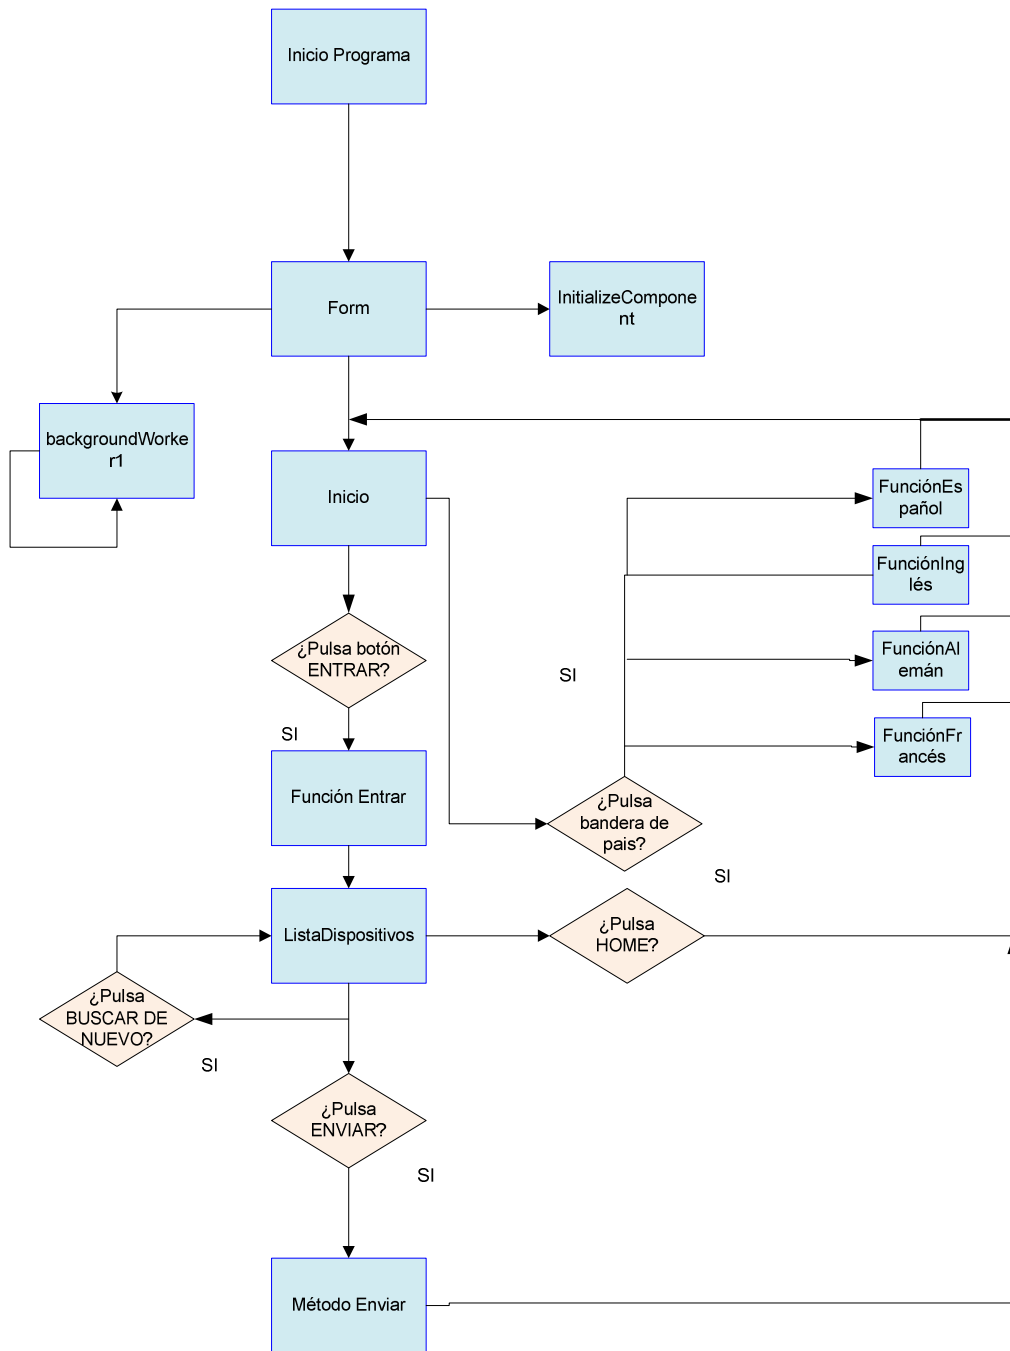 Inicio Programa
Form
InitializeCompone
nt
backgroundWorke
r1
Inicio
FunciónEs
pañol
FunciónIng
lés
¿Pulsa botón
ENTRAR?
FunciónAl
emán
SI
SI
FunciónFr
ancés
Función Entrar
¿Pulsa
bandera de
pais?
SI
ListaDispositivos
¿Pulsa
HOME?
¿Pulsa
BUSCAR DE
NUEVO?
SI
¿Pulsa
ENVIAR?
SI
Método Enviar